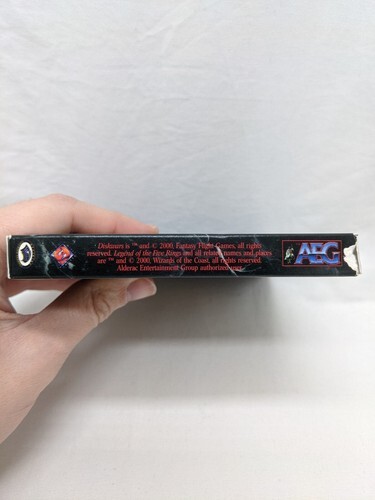 Diskwars is ™ and © 2000, Fantasy Flight Games, all rights
reserved. Legend of the Five Rings and all related names and places
are ™ and © 2000, Wizards of the Coast, all rights reserved.
Alderac Entertainment Group authorized user.
AEG